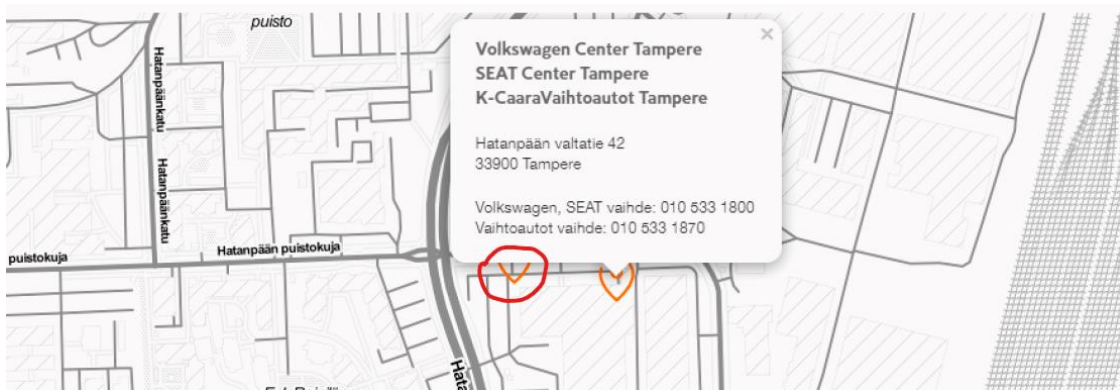 puisto
Volkswagen Center Tampere
SEAT Center Tampere
K-CaaraVaihtoautot Tampere
Hatanpään valtatie 42
33900 Tampere
Volkswagen, SEAT vaihde: 010 533 1800
Vaihtoautot vaihde: 010 533 1870
Hatanpäänkatu
Hatanpäänkatu
puistokuja
Hatanpään puistokuja